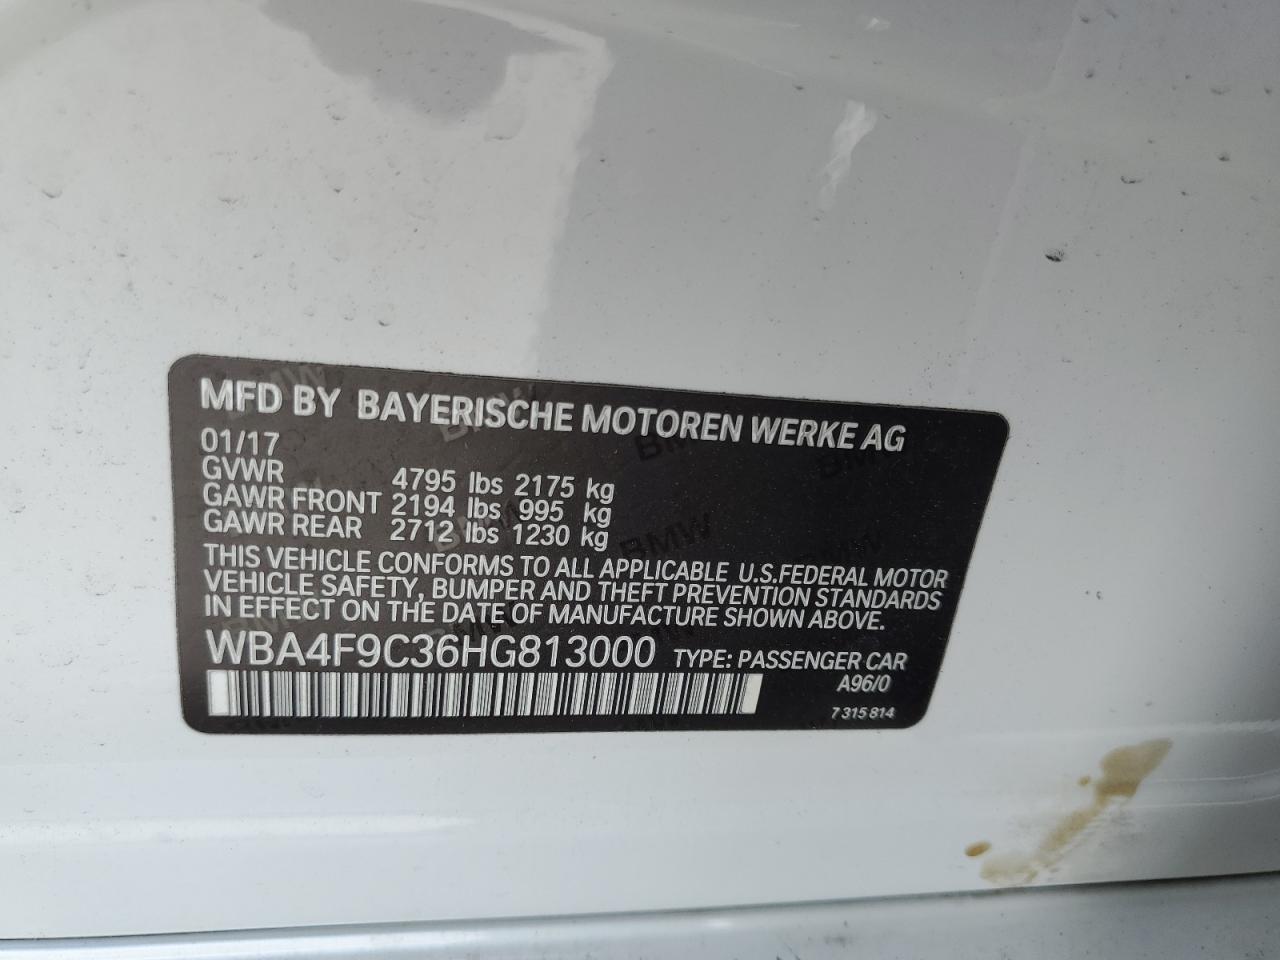 MFD BY BAYERISCHE MOTOREN WERKE AG
01/17
GVWR 4795 lbs 2175 kg
GAWR FRONT 2194 lbs 995 kg
GAWR REAR 2712 lbs 1230 kg
THIS VEHICLE CONFORMS TO ALL APPLICABLE U.S.FEDERAL MOTOR
VEHICLE SAFETY, BUMPER AND THEFT PREVENTION STANDARDS
IN EFFECT ON THE DATE OF MANUFACTURE SHOWN ABOVE.
WBA4F9C36HG813000 TYPE: PASSENGER CAR
A96/0
7 315 814